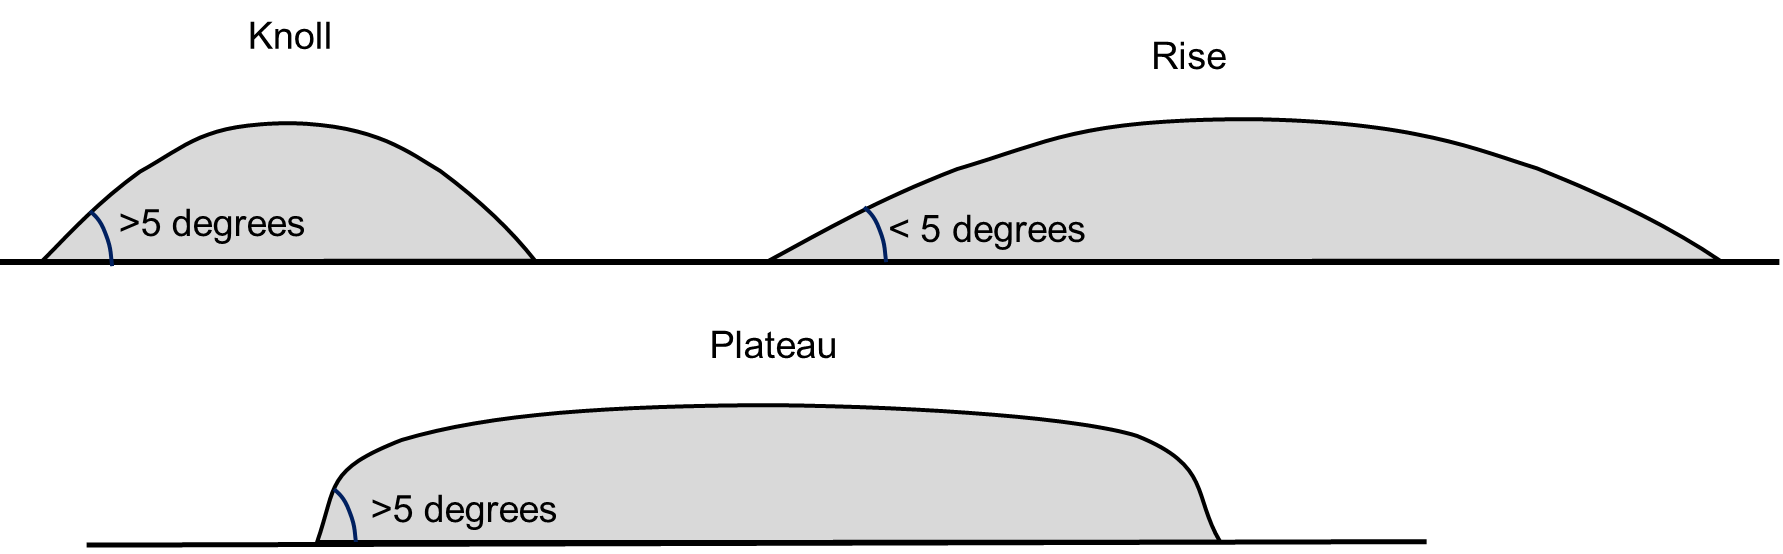 Knoll
Rise
>5 degrees
< 5 degrees
Plateau
>5 degrees